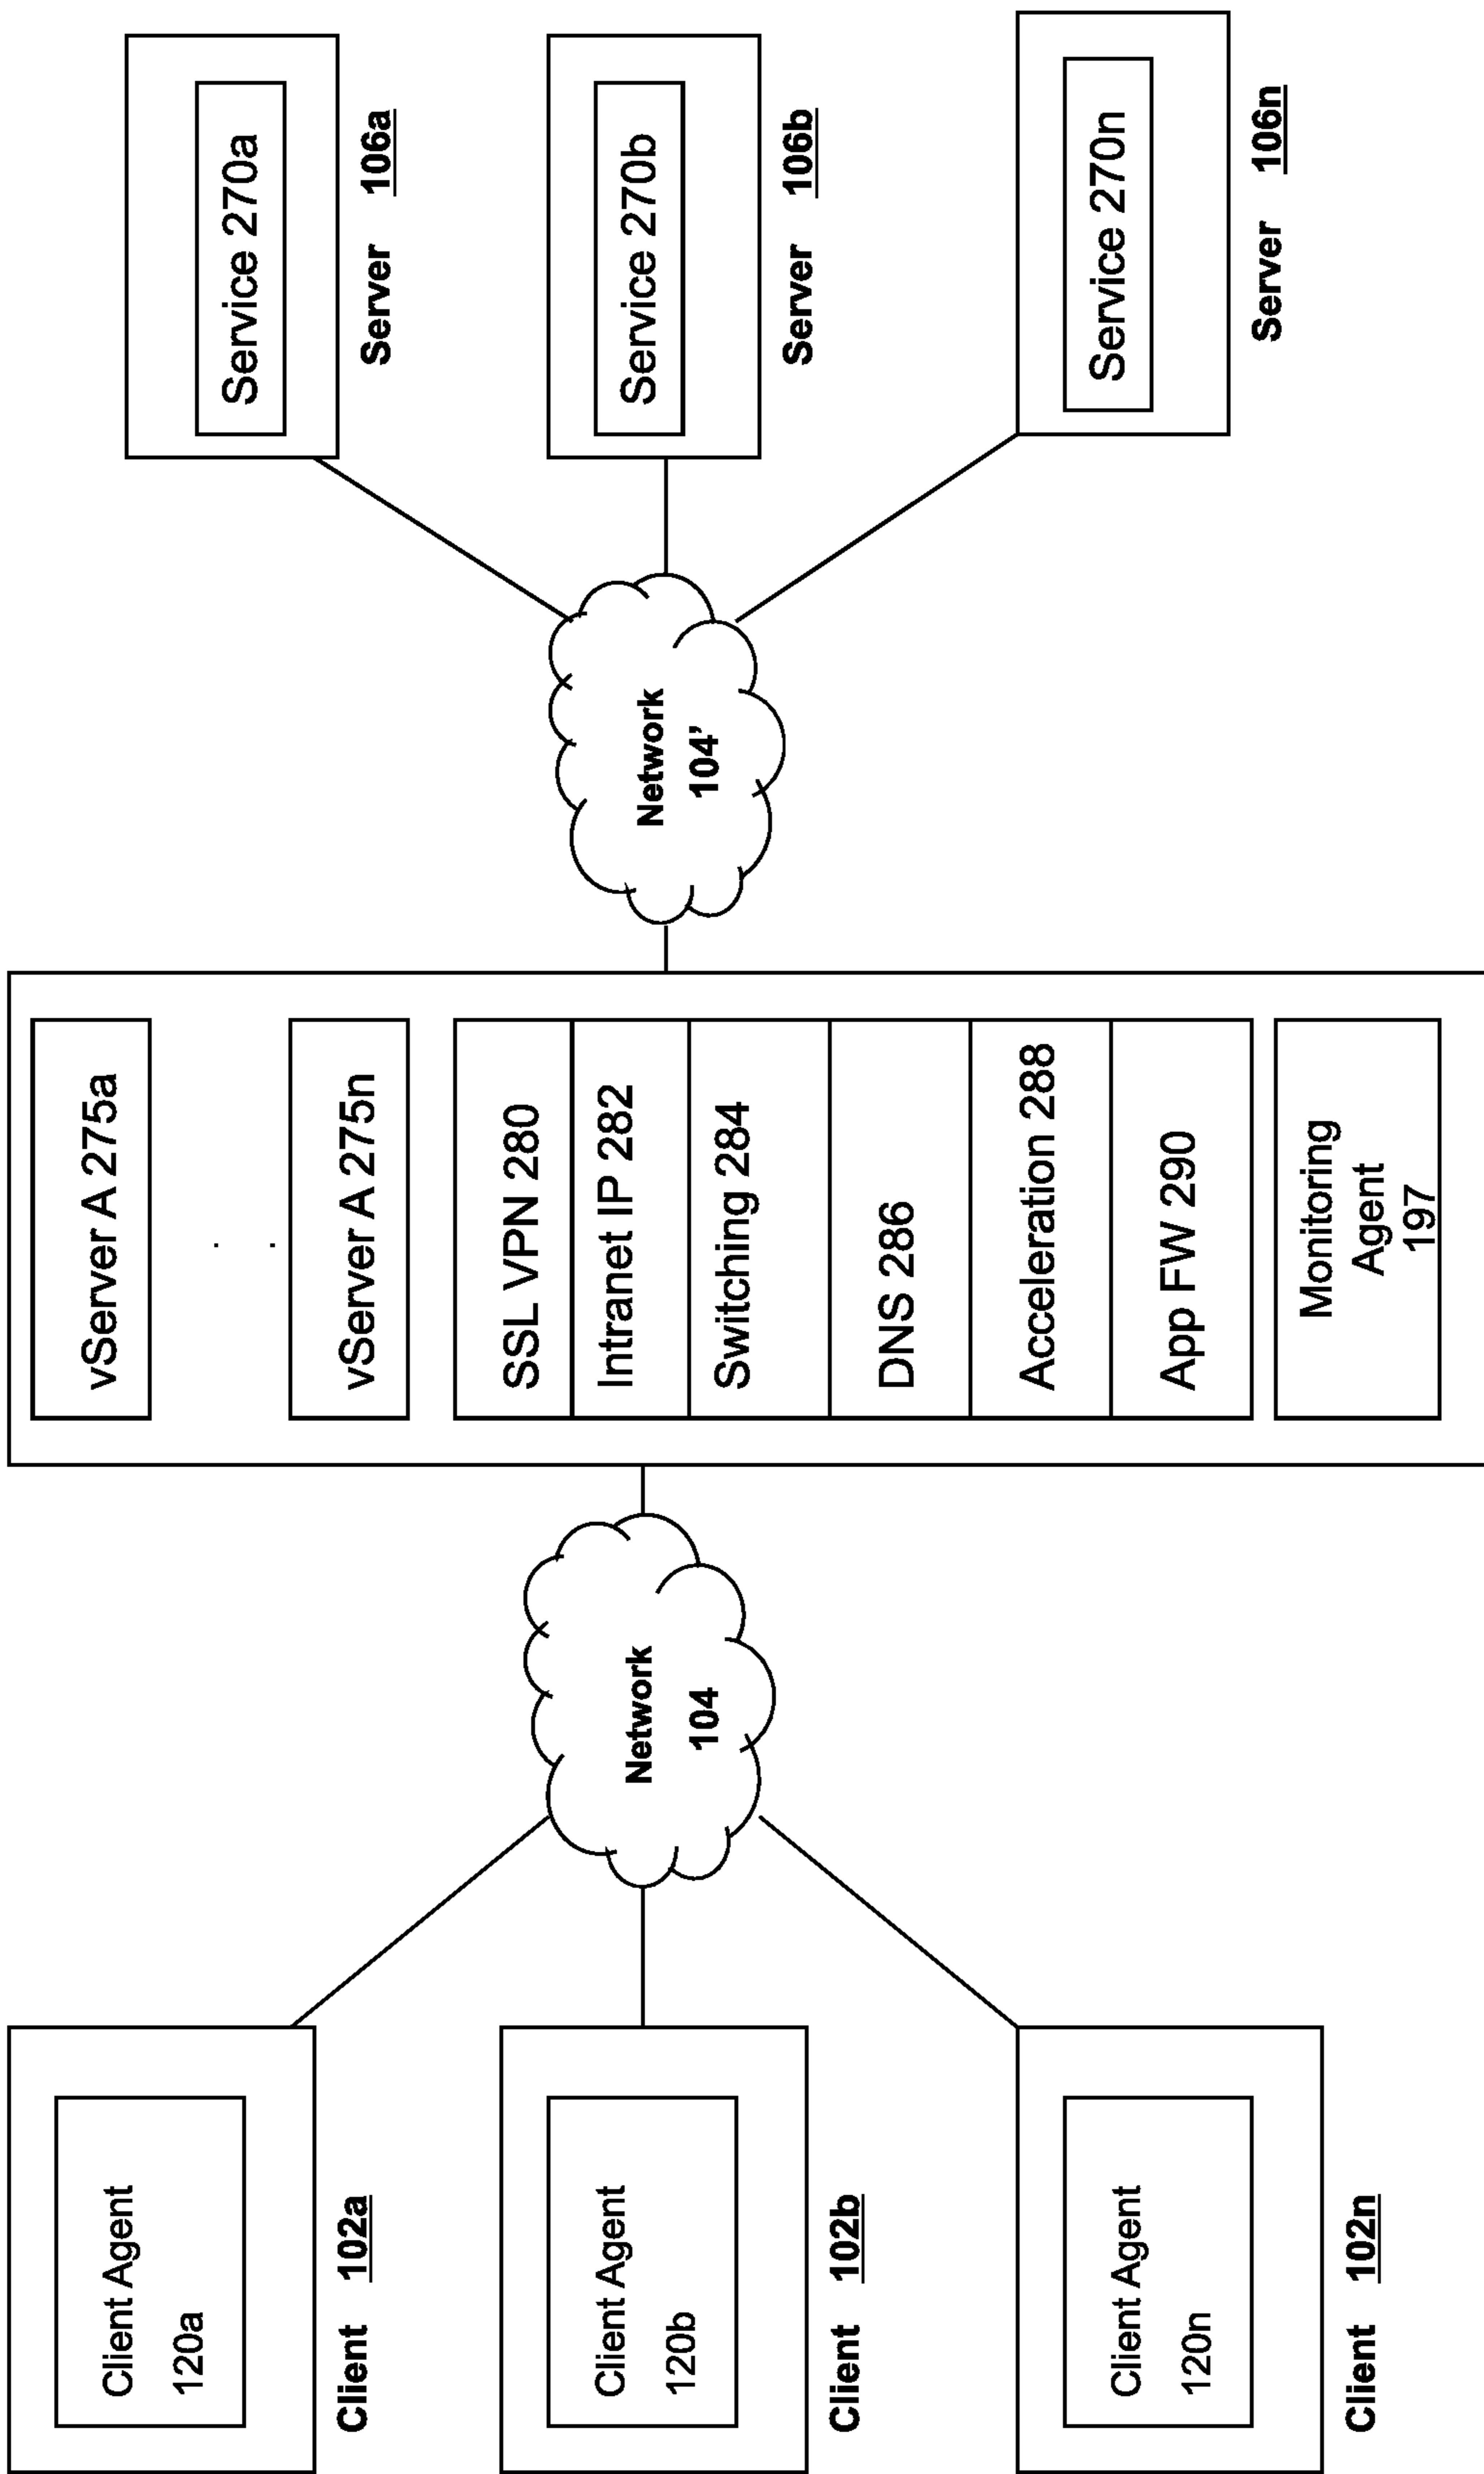 Client Agent
120a
Client 102a
Client Agent
120b
Client 102b
Client Agent
120n
Client 102n
Network
104
vServer A 275a
.
.
vServer A 275n
SSL VPN 280
Intranet IP 282
Switching 284
DNS 286
Acceleration 288
App FW 290
Monitoring
Agent
197
Network
104’
Service 270a
Server 106a
Service 270b
Server 106b
Service 270n
Server 106n